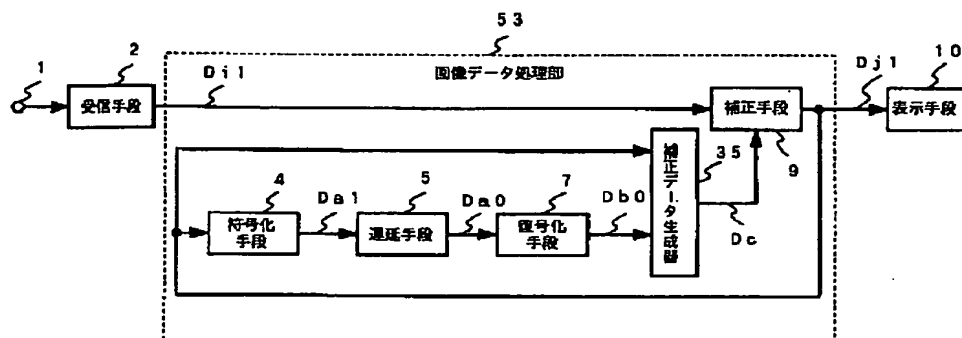 53
1
2
Di1
画像データ処理部
Dj1
10
受信手段
補正手段
表示手段
9
補正データ生成器
35
Dc
4
Da1
5
Da0
7
Db0
符号化
手段
遅延手段
復号化
手段